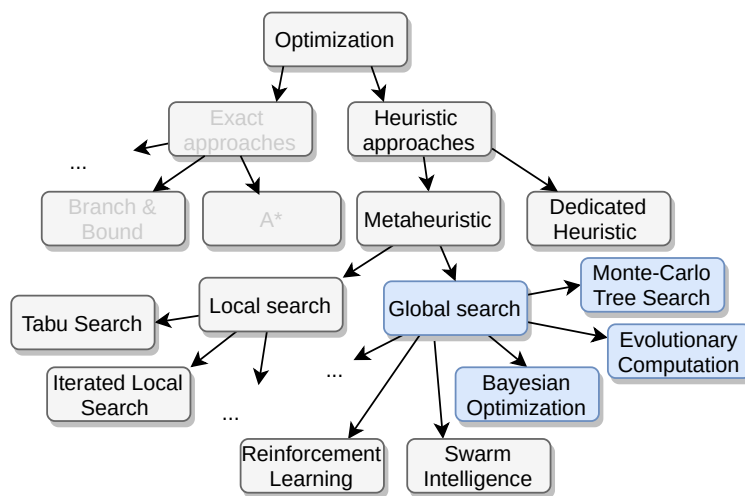 Optimization
Exact
approaches
Heuristic
approaches
...
Branch &
Bound
A*
Metaheuristic
Dedicated
Heuristic
Local search
Global search
Monte-Carlo
Tree Search
Tabu Search
Evolutionary
Computation
Iterated Local
Search
...
...
Bayesian
Optimization
Reinforcement
Learning
Swarm
Intelligence